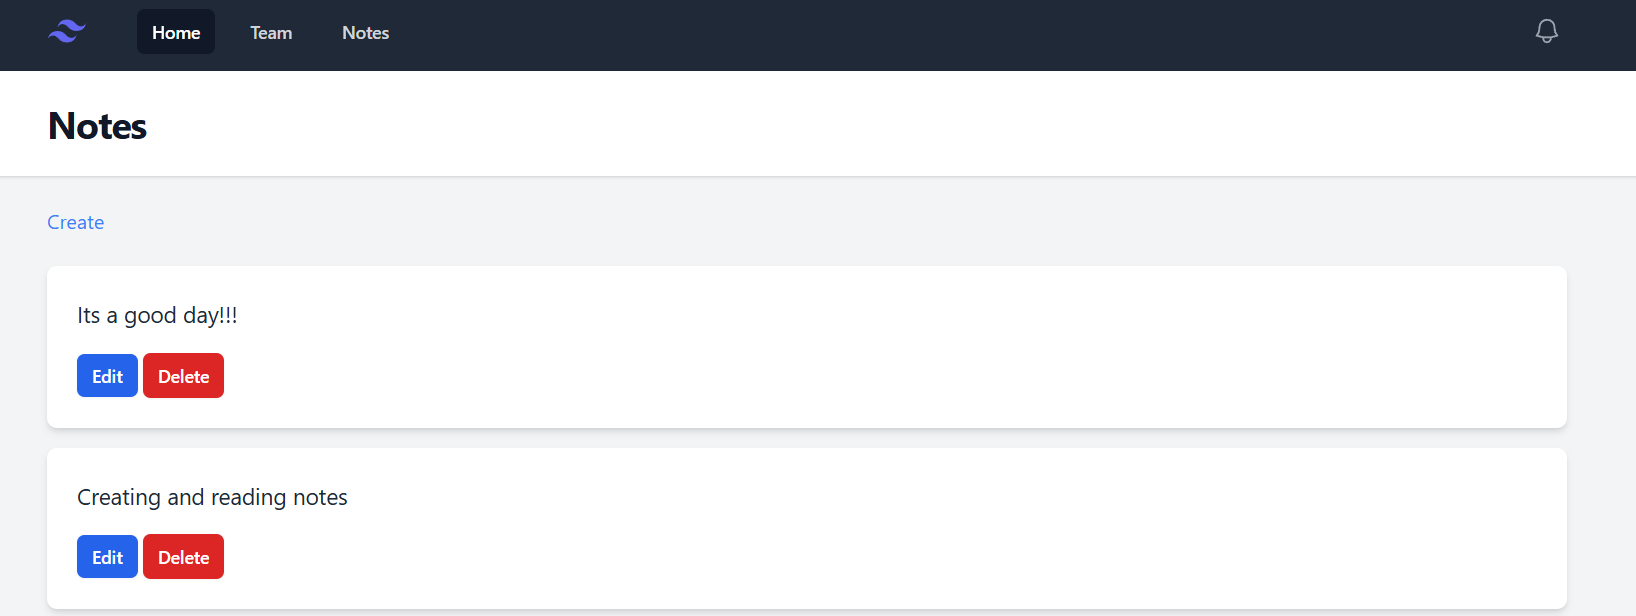 Home Team Notes
Notes
Create
Its a good day!!!
Edit Delete
Creating and reading notes
Edit Delete